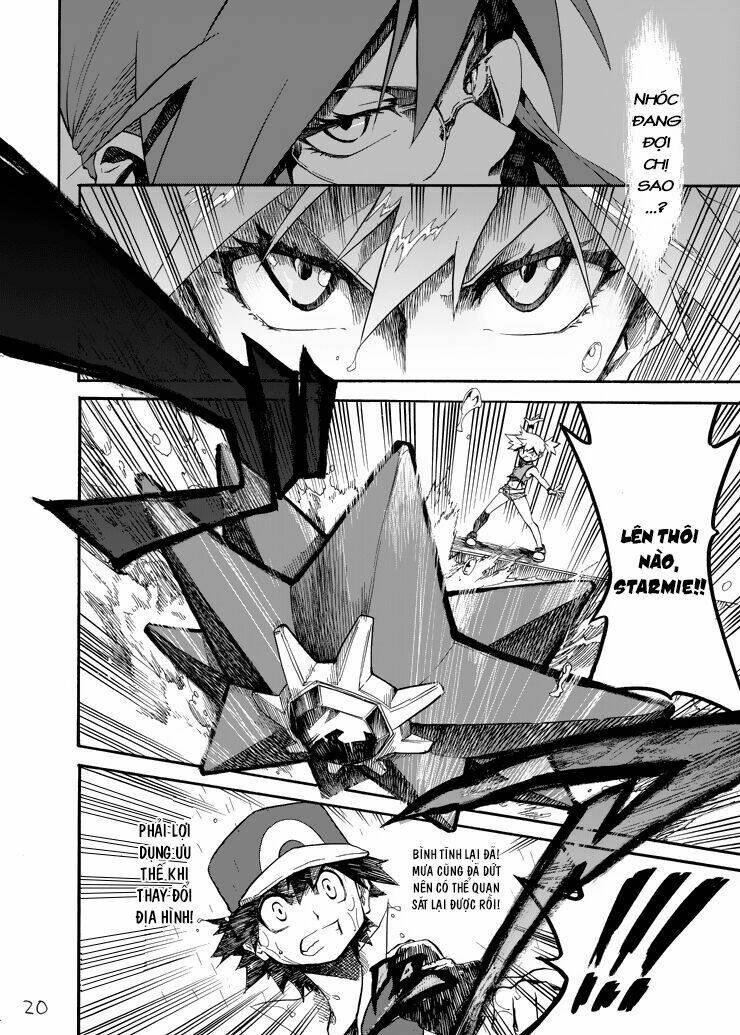 NHÓC
ĐANG
ĐỢI
CHỊ
SAO
...?
LÊN THÔI
NÀO,
STARMIE!!
BÌNH TĨNH LẠI ĐÃ!
MƯA CŨNG ĐÃ DỨT
NÊN CÓ THỂ QUAN
SÁT LẠI ĐƯỢC RỒI!
PHẢI LỢI
DỤNG ƯU
THẾ KHI
THAY ĐỔI
ĐỊA HÌNH!
!!!
20